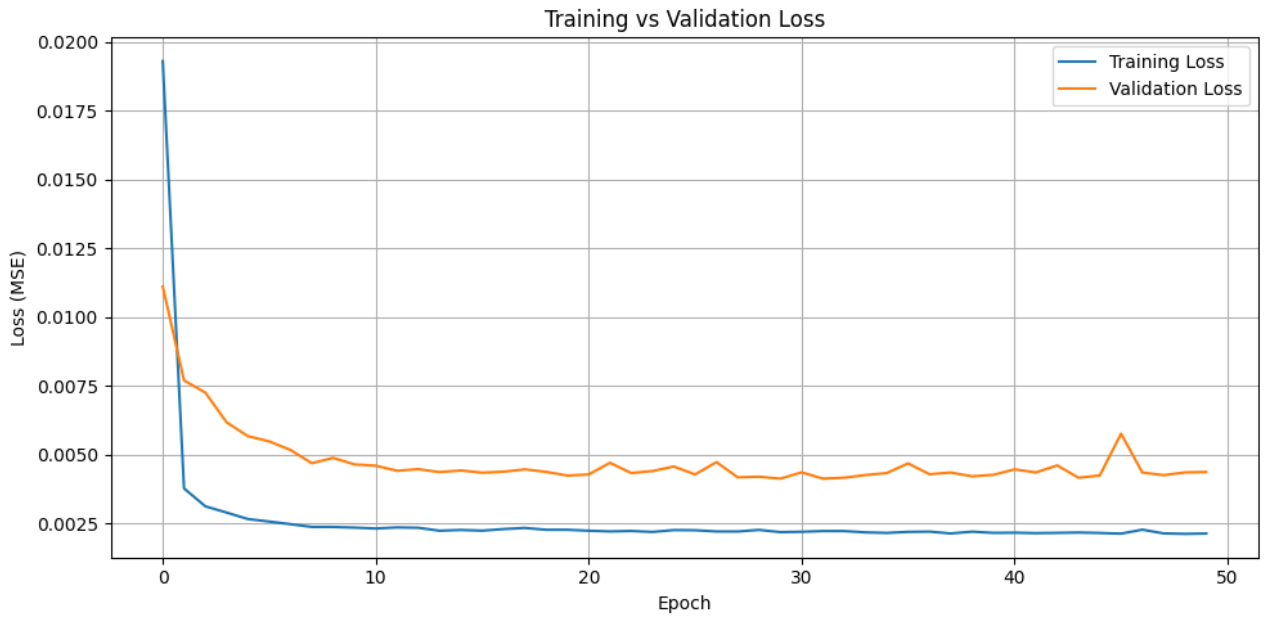 Training vs Validation Loss
Training Loss
Validation Loss
Loss (MSE)
0.0200
0.0175
0.0150
0.0125
0.0100
0.0075
0.0050
0.0025
0 10 20 30 40 50
Epoch